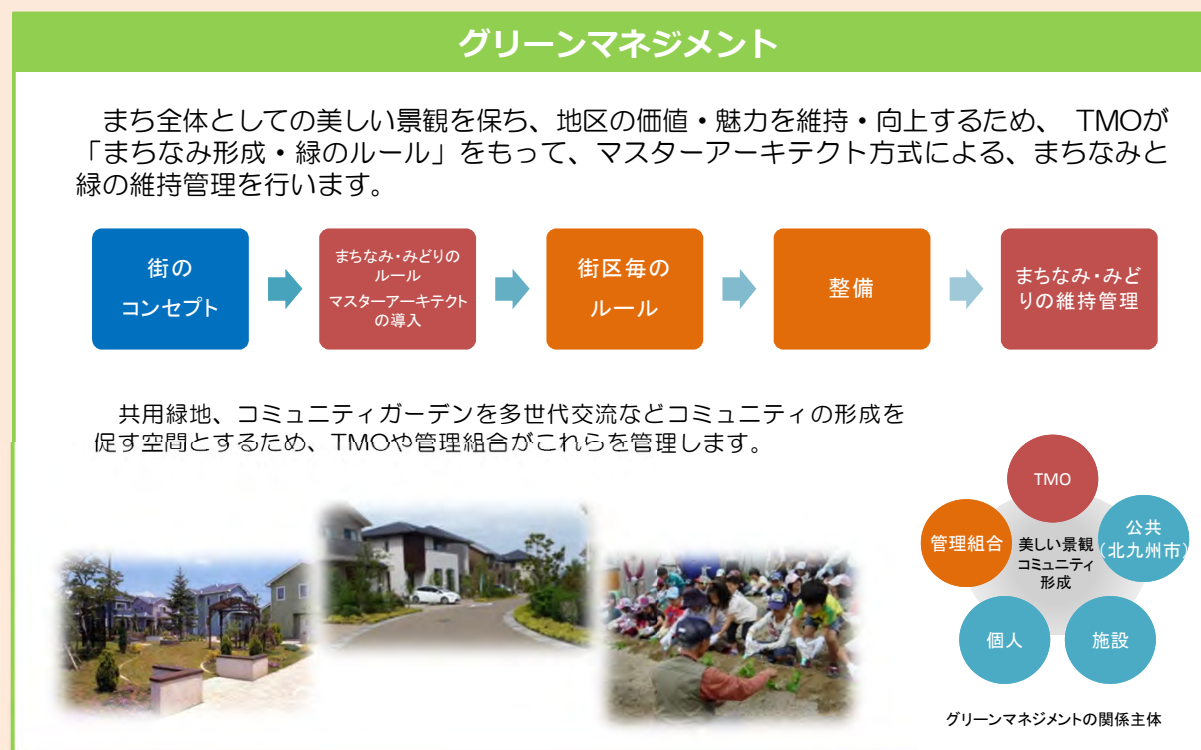 グリーンマネジメント
まち全体としての美しい景観を保ち、地区の価値・魅力を維持・向上するため、 TMOが
「まちなみ形成・緑のルール」をもって、マスターアーキテクト方式による、まちなみと
緑の維持管理を行います。
街の
コンセプト
まちなみ・みどりの
ルール
マスターアーキテクト
の導入
街区毎の
ルール
整備
まちなみ・みど
りの維持管理
共用緑地、コミュニティガーデンを多世代交流などコミュニティの形成を
促す空間とするため、TMOや管理組合がこれらを管理します。
TMO
管理組合
美しい景観
コミュニティ
形成
公共
(北九州市)
個人
施設
グリーンマネジメントの関係主体